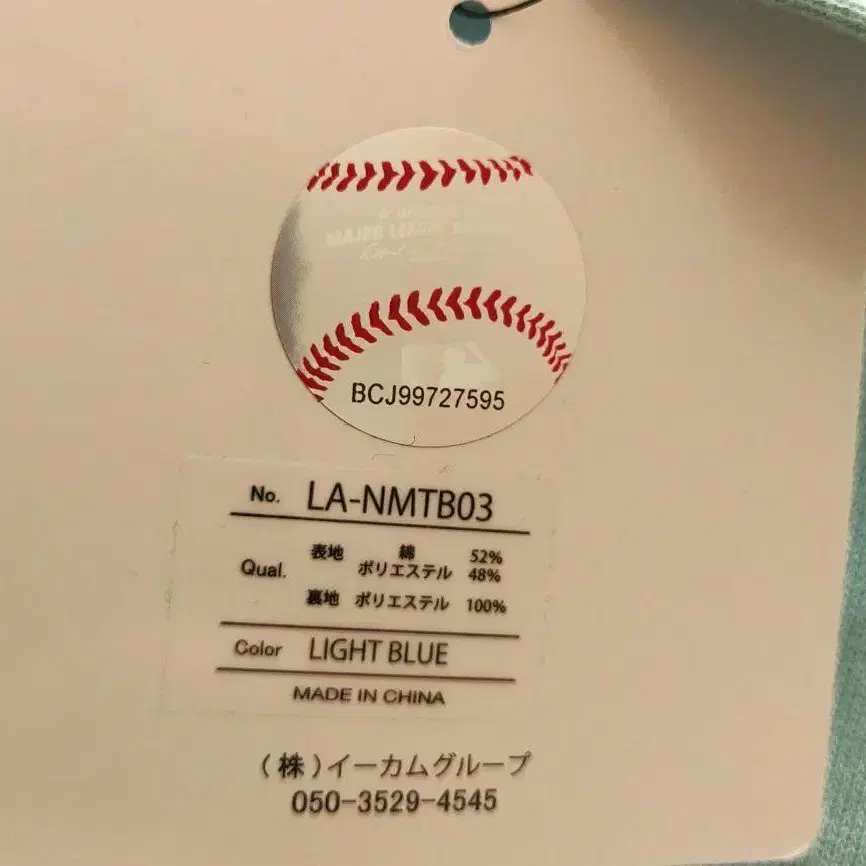 MAJOR LEAGUE
BCJ99727595
No. LA-NMTB03
Qual. 表地 綿 52%
ポリエステル 48%
裏地 ポリエステル 100%
Color LIGHT BLUE
MADE IN CHINA
(株)イーカムグループ
050-3529-4545